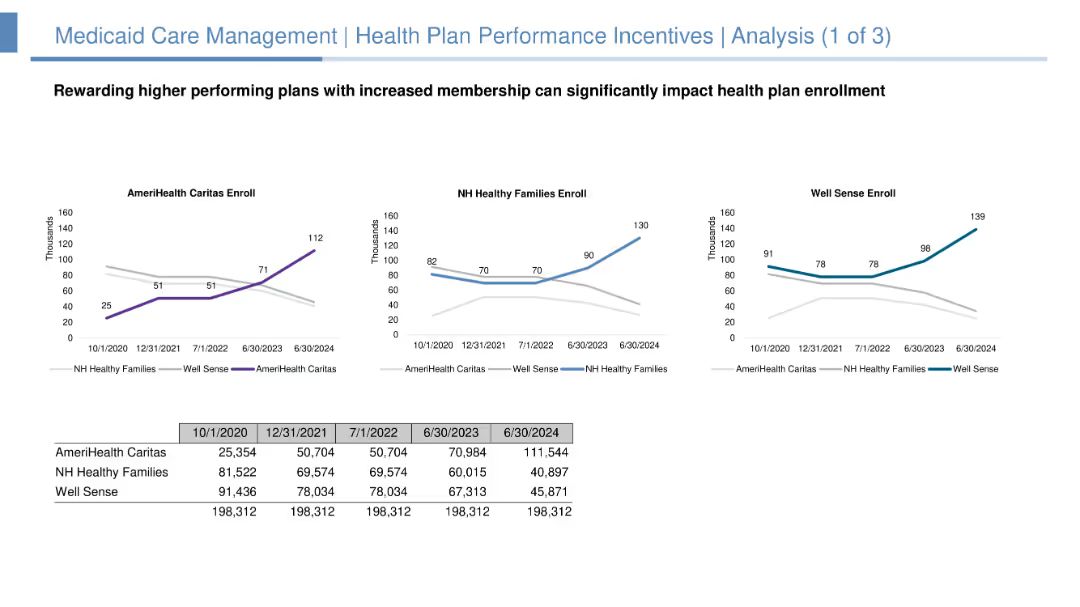 Medicaid Care Management | Health Plan Performance Incentives | Analysis (1 of 3)
Rewarding higher performing plans with increased membership can significantly impact health plan enrollment
AmeriHealth Caritas Enroll
Thousands
160
140
120
100
80
60
40
20
0
25
51
51
71
112
10/1/2020 12/31/2021 7/1/2022 6/30/2023 6/30/2024
NH Healthy Families Well Sense AmeriHealth Caritas
NH Healthy Families Enroll
Thousands
160
140
120
100
80
60
40
20
0
82
70
70
90
130
10/1/2020 12/31/2021 7/1/2022 6/30/2023 6/30/2024
AmeriHealth Caritas Well Sense NH Healthy Families
Well Sense Enroll
Thousands
160
140
120
100
80
60
40
20
0
91
78
78
98
139
10/1/2020 12/31/2021 7/1/2022 6/30/2023 6/30/2024
AmeriHealth Caritas NH Healthy Families Well Sense
10/1/2020 12/31/2021 7/1/2022 6/30/2023 6/30/2024
AmeriHealth Caritas 25,354 50,704 50,704 70,984 111,544
NH Healthy Families 81,522 69,574 69,574 60,015 40,897
Well Sense 91,436 78,034 78,034 67,313 45,871
198,312 198,312 198,312 198,312 198,312